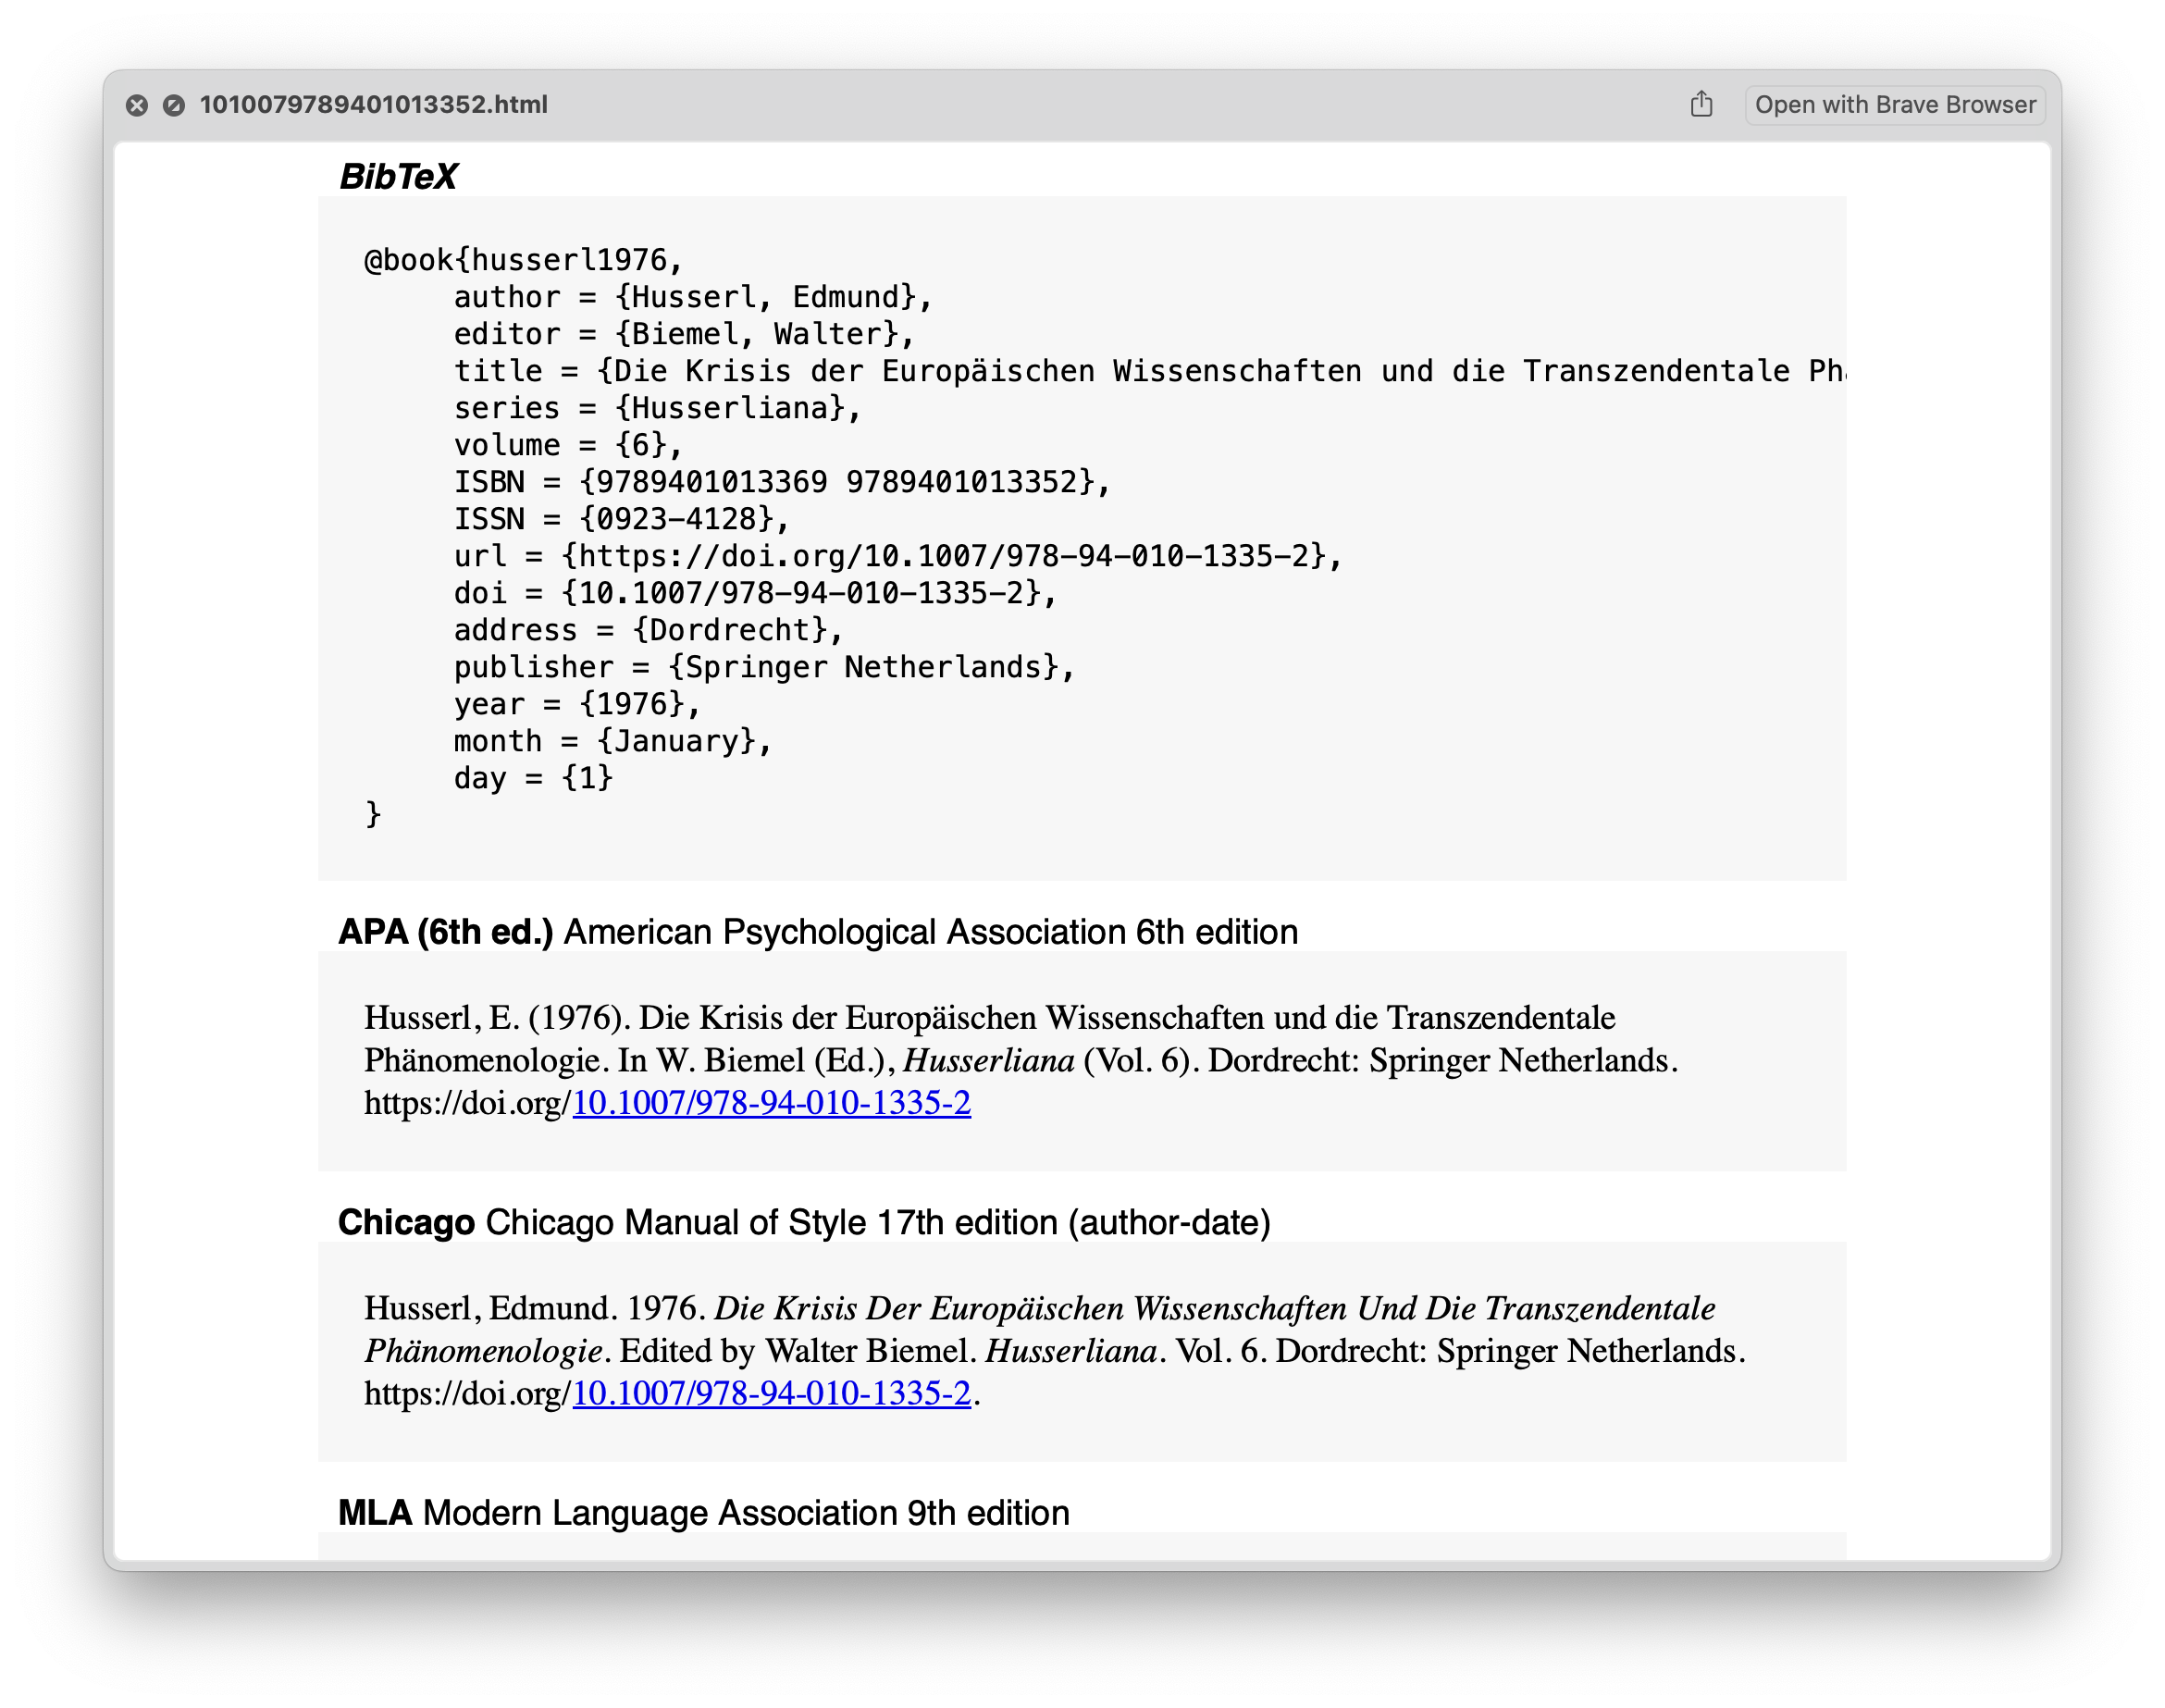 1010079789401013352.html
Open with Brave Browser
BibTeX
@book{husserl1976,
author = {Husserl, Edmund},
editor = {Biemel, Walter},
title = {Die Krisis der Europäischen Wissenschaften und die Transzendentale
series = {Husserliana},
volume = {6},
ISBN = {9789401013369 9789401013352},
ISSN = {0923-4128},
url = {https://doi.org/10.1007/978-94-010-1335-2},
doi = {10.1007/978-94-010-1335-2},
address = {Dordrecht},
publisher = {Springer Netherlands},
year = {1976},
month = {January},
day = {1}
}
APA (6th ed.) American Psychological Association 6th edition
Husserl, E. (1976). Die Krisis der Europäischen Wissenschaften und die Transzendentale
Phänomenologie. In W. Biemel (Ed.), Husserliana (Vol. 6). Dordrecht: Springer Netherlands.
https://doi.org/10.1007/978-94-010-1335-2
Chicago Chicago Manual of Style 17th edition (author-date)
Husserl, Edmund. 1976. Die Krisis Der Europäischen Wissenschaften Und Die Transzendentale
Phänomenologie. Edited by Walter Biemel. Husserliana. Vol. 6. Dordrecht: Springer Netherlands.
https://doi.org/10.1007/978-94-010-1335-2.
MLA Modern Language Association 9th edition